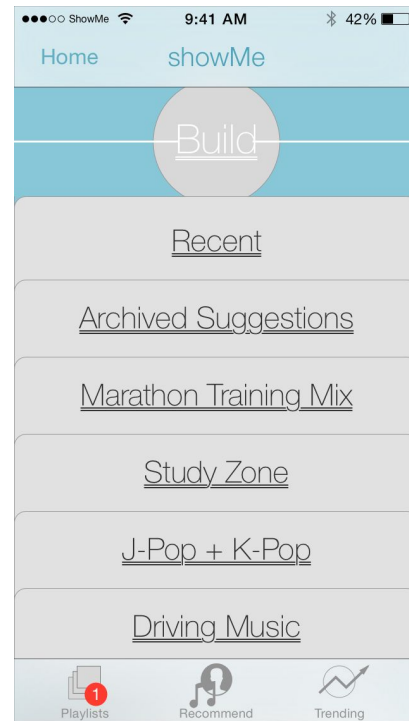 ShowMe 9:41 AM 42%
Home showMe
Build
Recent
Archived Suggestions
Marathon Training Mix
Study Zone
J-Pop + K-Pop
Driving Music
1
Playlists Recommend Trending